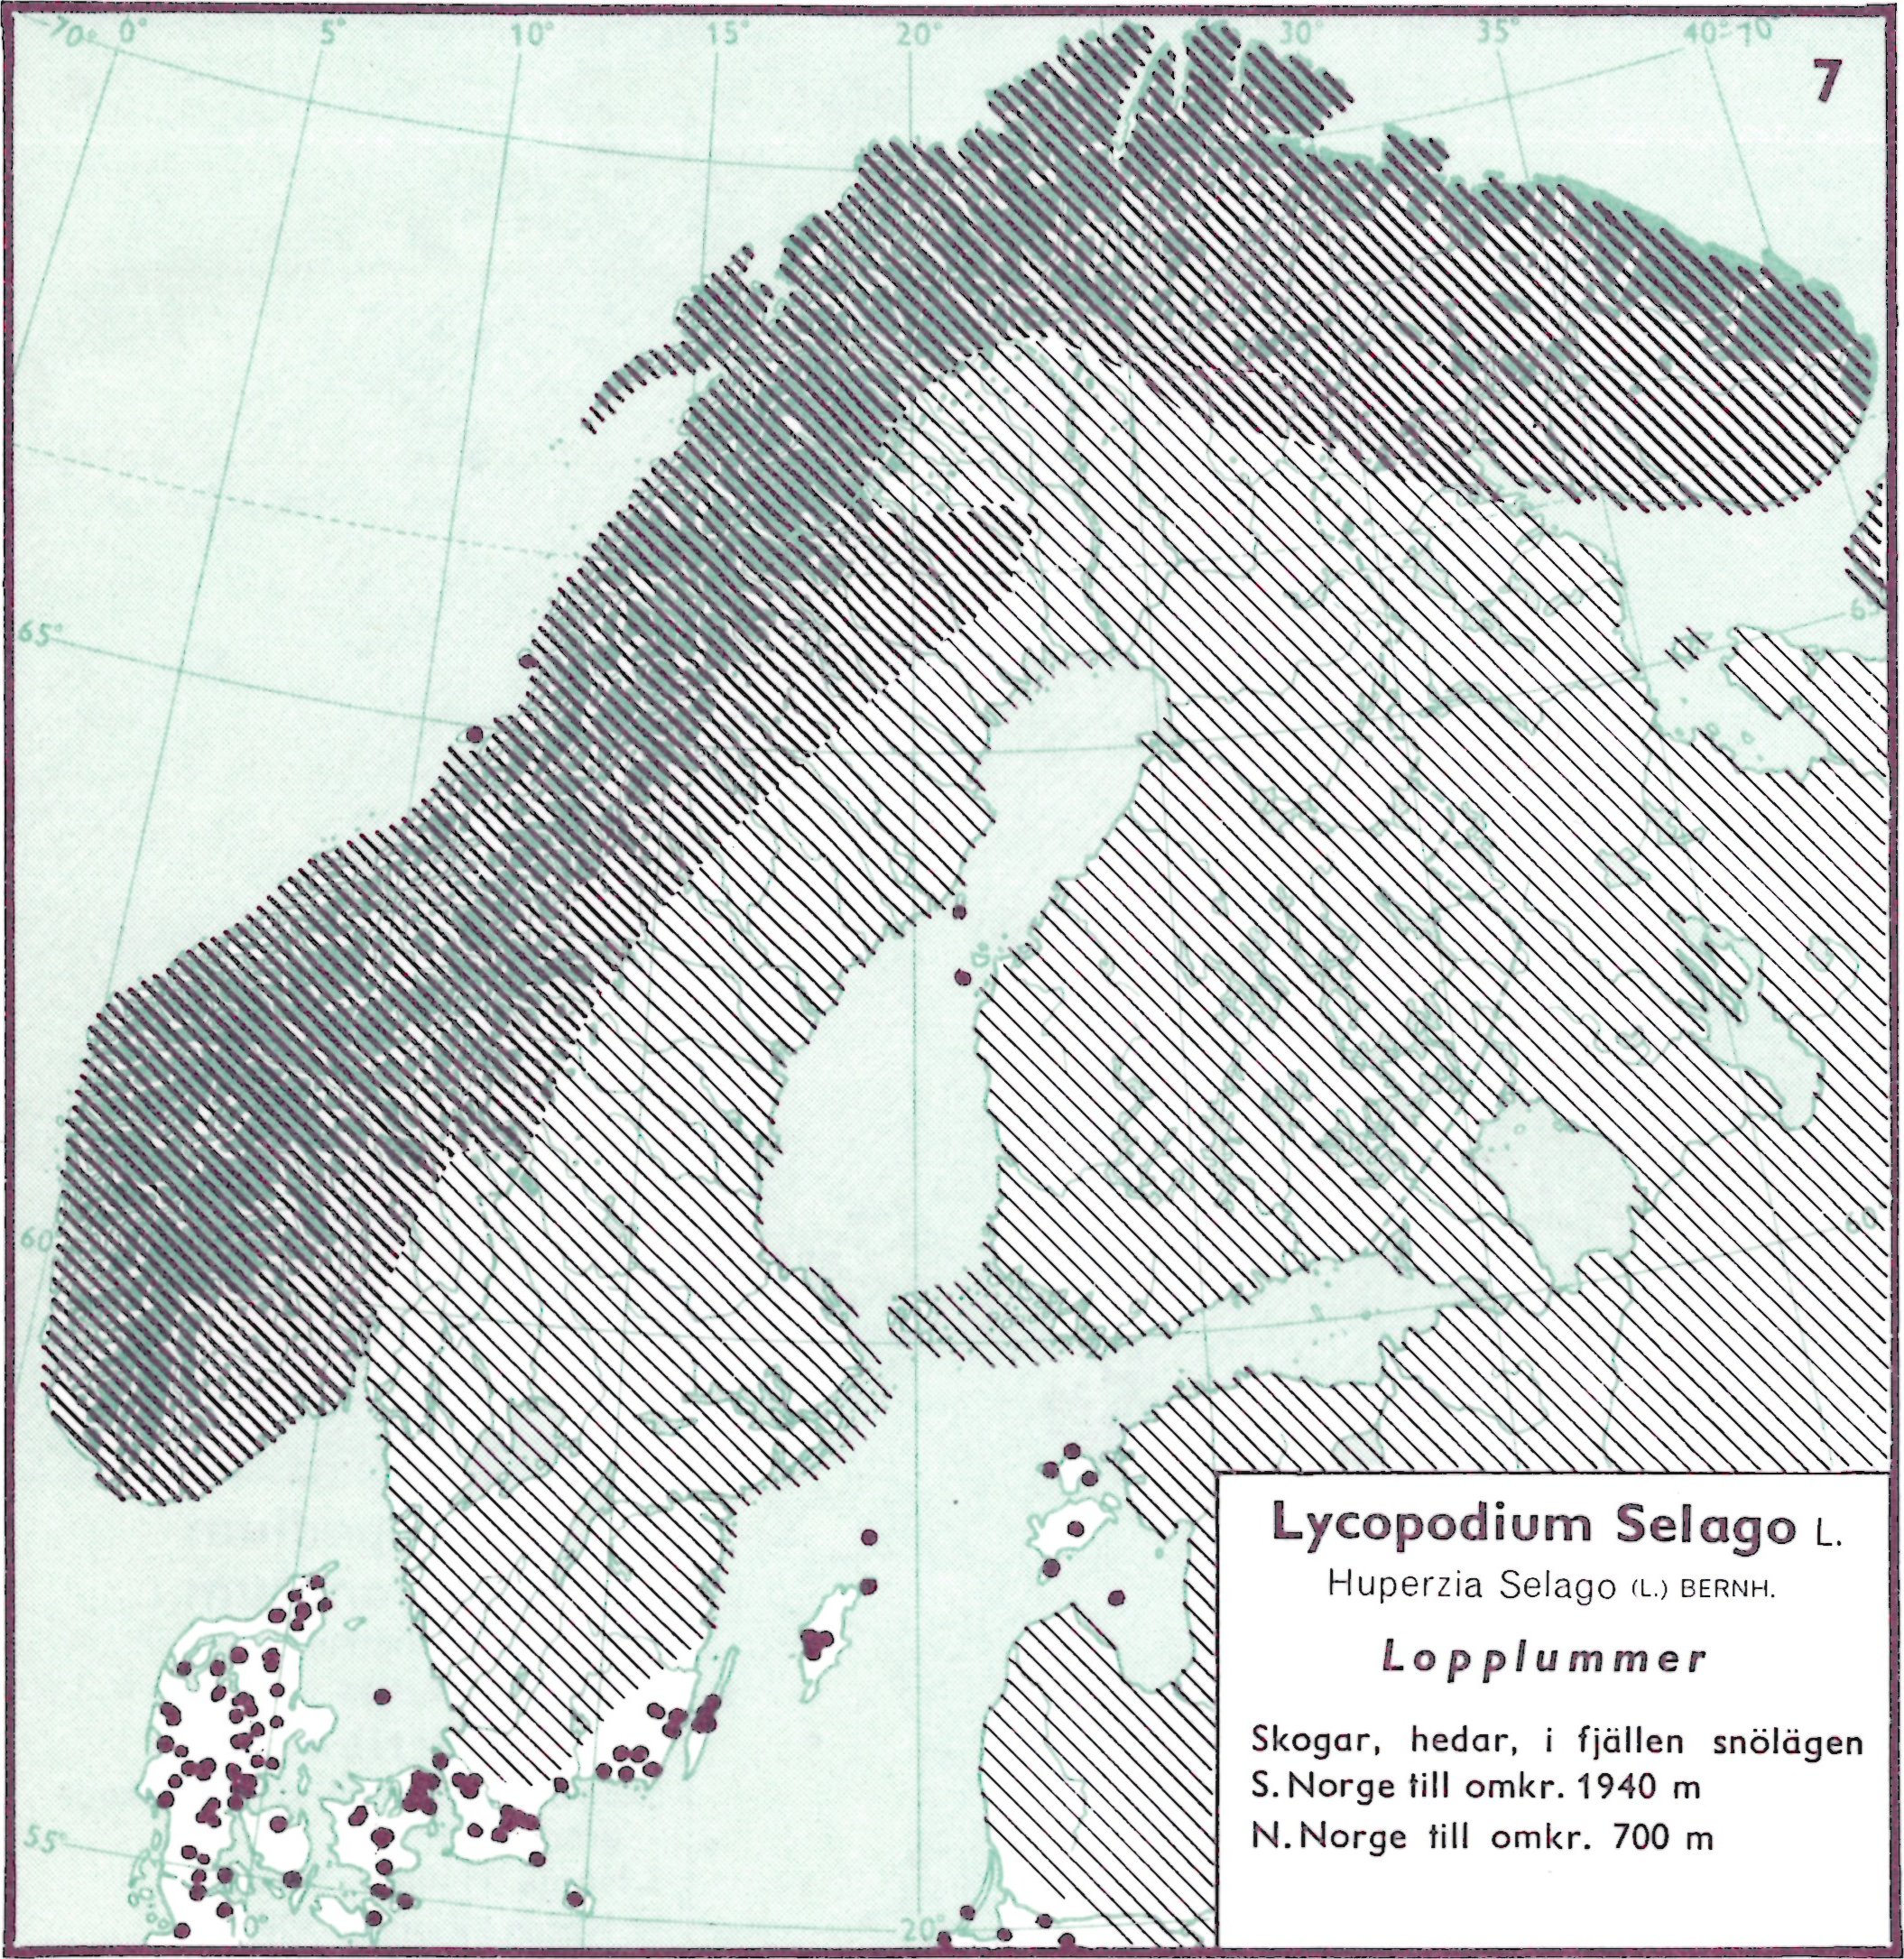 70° 0° 5° 10° 15° 20° 30° 35° 40° 70°
7
65°
65
60
60°
55°
10° 20°
Lycopodium Selago L.
Huperzia Selago (L.) BERNH.
Lopplummer
Skogar, hedar, i fjällen snölägen
S. Norge till omkr. 1940 m
N. Norge till omkr. 700 m